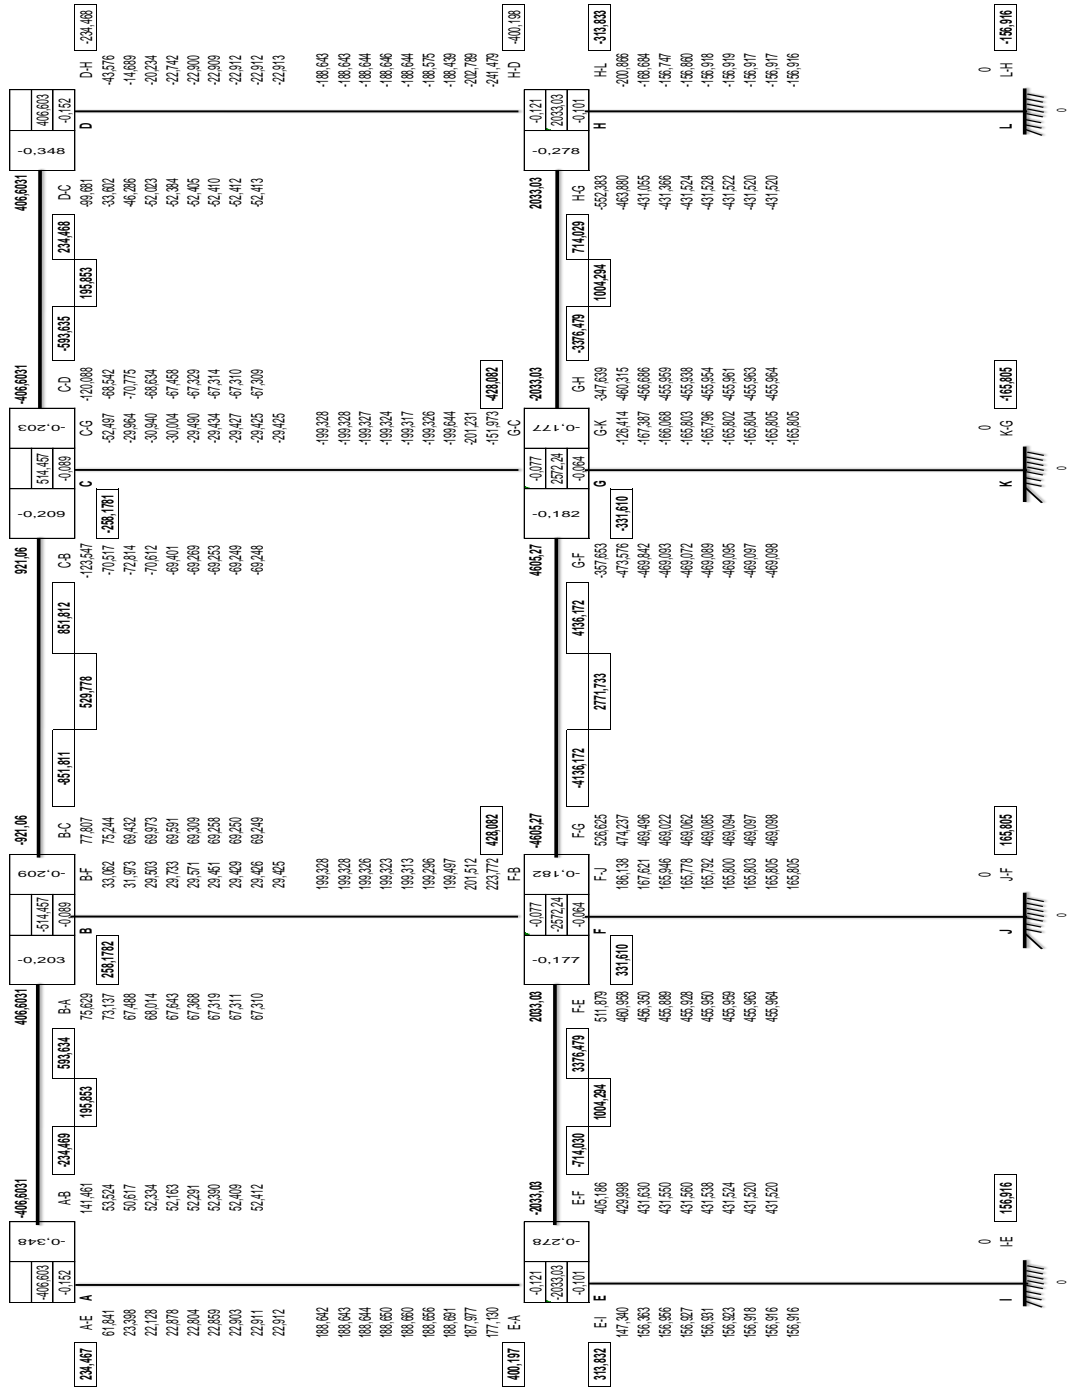 -406,6031 406,6031 -921,06 921,06 -406,6031 406,6031
-406,603 -0,348 -0,203 -514,457 -0,209 -0,209 514,457 -0,203 -0,348 406,603
-0,152 -234,469 593,634 -0,089 -851,811 851,812 -0,089 -593,635 234,468 -0,152
234,467 A-E A A-B 195,853 B-A B B-F B-C 529,778 C-B C C-G C-D 195,853 D-C D D-H -234,468
61,841 141,461 75,629 258,1782 33,062 77,807 -123,547 -258,1781 -52,497 -120,088 -99,681 -43,576
23,398 53,524 73,137 31,973 75,244 -70,517 -29,964 -68,542 -33,602 -14,689
22,128 50,617 67,488 29,503 69,432 -72,814 -30,940 -70,775 -46,286 -20,234
22,878 52,334 68,014 29,733 69,973 -70,612 -30,004 -68,634 -52,023 -22,742
22,804 52,163 67,643 29,571 69,591 -69,401 -29,490 -67,458 -52,384 -22,900
22,859 52,291 67,368 29,451 69,309 -69,269 -29,434 -67,329 -52,405 -22,909
22,903 52,390 67,319 29,429 69,258 -69,253 -29,427 -67,314 -52,410 -22,912
22,911 52,409 67,311 29,426 69,250 -69,249 -29,425 -67,310 -52,412 -22,912
22,912 52,412 67,310 29,425 69,249 -69,248 -29,425 -67,309 -52,413 -22,913
188,642 199,328 -199,328 -188,643
188,643 199,328 -199,328 -188,643
188,644 199,326 -199,327 -188,644
188,650 199,323 -199,324 -188,646
188,660 199,313 -199,317 -188,644
188,656 199,296 -199,326 -188,575
188,691 199,497 -199,644 -188,439
187,977 201,512 -201,231 -202,789
177,130 223,772 428,082 -151,973 -428,082 -241,479
400,197 E-A F-B G-C H-D -400,198
-2033,03 2033,03 -4605,27 4605,27 -2033,03 2033,03
-0,121 -0,077 -0,077 -0,121
-2033,03 -0,278 -0,177 -2572,24 -0,182 -0,182 2572,24 -0,177 -0,278 2033,03
-0,101 -714,030 3376,479 -0,064 -4136,172 4136,172 -0,064 -3376,479 714,029 -0,101
313,832 E-I E E-F 1004,294 F-E F F-J F-G 2771,733 G-F G G-K G-H 1004,294 H-G H H-L -313,833
147,340 405,186 511,879 331,610 186,138 526,625 -357,653 -331,610 -126,414 -347,639 -552,383 -200,866
156,363 429,998 460,958 167,621 474,237 -473,576 -167,387 -460,315 -463,880 -168,684
156,956 431,630 456,350 165,946 469,496 -469,842 -166,068 -456,686 -431,055 -156,747
156,927 431,550 455,889 165,778 469,022 -469,093 -165,803 -455,959 -431,366 -156,860
156,931 431,560 455,928 165,792 469,062 -469,072 -165,796 -455,938 -431,524 -156,918
156,923 431,538 455,950 165,800 469,085 -469,089 -165,802 -455,954 -431,528 -156,919
156,918 431,524 455,959 165,803 469,094 -469,095 -165,804 -455,961 -431,522 -156,917
156,916 431,520 455,963 165,805 469,097 -469,097 -165,805 -455,963 -431,520 -156,917
156,916 431,520 455,964 165,805 469,098 -469,098 -165,805 -455,964 -431,520 -156,916
0 0 0 0
I I-E 156,916 J J-F 165,805 K K-G -165,805 L L-H -156,916
0 0 0 0